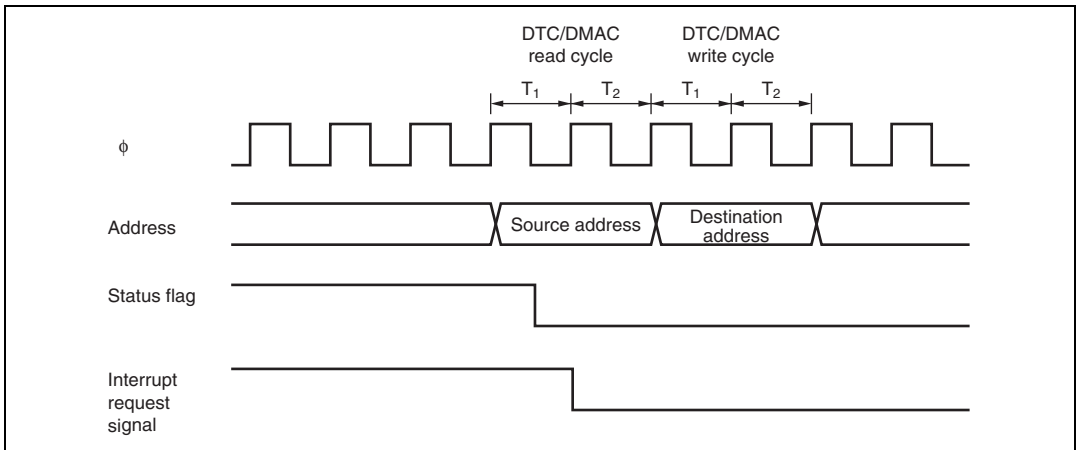 DTC/DMAC
read cycle
DTC/DMAC
write cycle
T₁
T₂
T₁
T₂
ϕ
Address
Source address
Destination
address
Status flag
Interrupt
request
signal